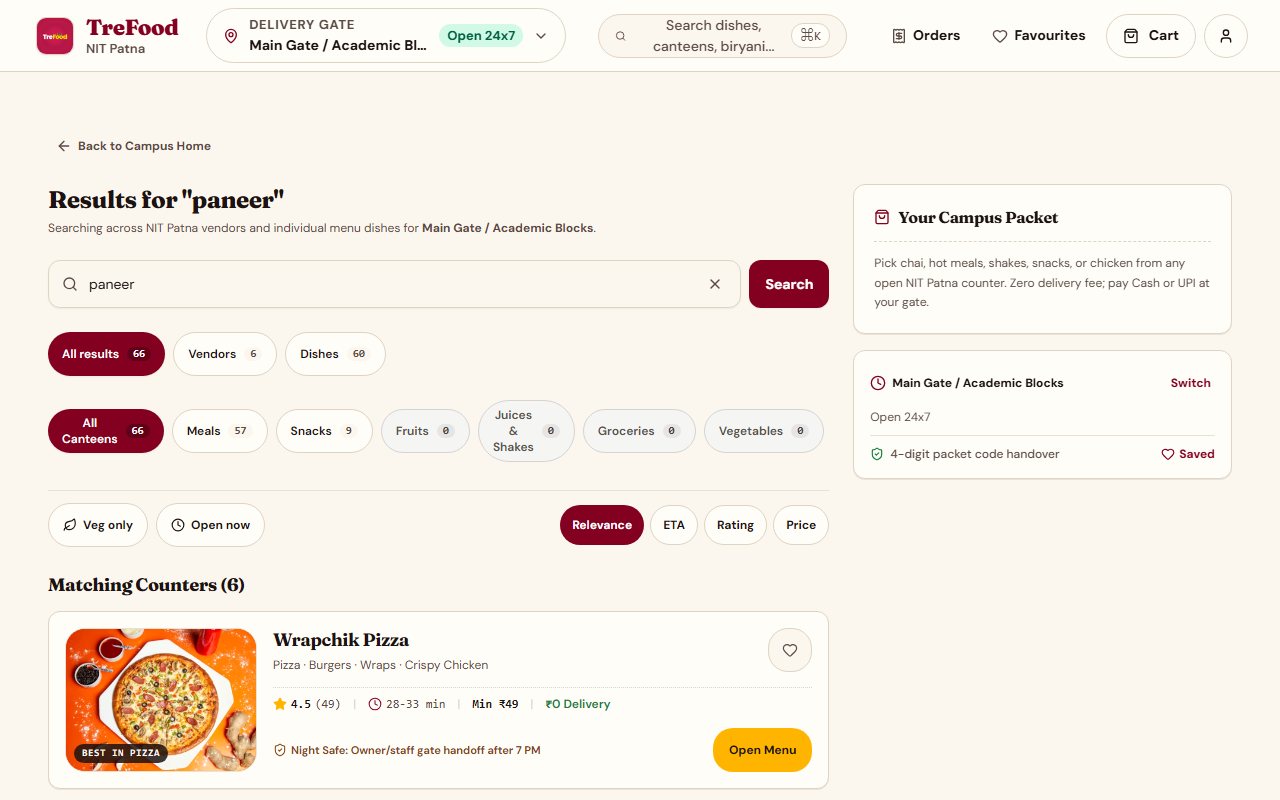 TreFood
TreFood
NIT Patna
DELIVERY GATE
Main Gate / Academic Bl...
Open 24x7
Search dishes,
canteens, biryani...
⌘K
Orders
Favourites
Cart
Back to Campus Home
Results for "paneer"
Searching across NIT Patna vendors and individual menu dishes for Main Gate / Academic Blocks.
paneer
Search
All results 66
Vendors 6
Dishes 60
All
Canteens 66
Meals 57
Snacks 9
Fruits 0
Juices
&
Shakes 0
Groceries 0
Vegetables 0
Veg only
Open now
Relevance
ETA
Rating
Price
Matching Counters (6)
BEST IN PIZZA
Wrapchik Pizza
Pizza · Burgers · Wraps · Crispy Chicken
4.5 (49) | 28-33 min | Min ₹49 | ₹0 Delivery
Night Safe: Owner/staff gate handoff after 7 PM
Open Menu
Your Campus Packet
Pick chai, hot meals, shakes, snacks, or chicken from any
open NIT Patna counter. Zero delivery fee; pay Cash or UPI at
your gate.
Main Gate / Academic Blocks
Switch
Open 24x7
4-digit packet code handover
Saved